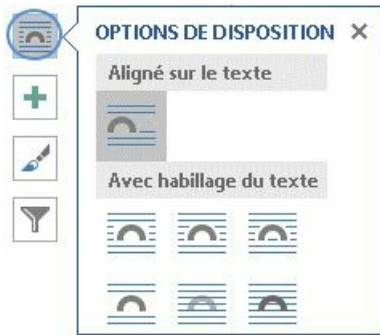 OPTIONS DE DISPOSITION
Aligné sur le texte
Avec habillage du texte